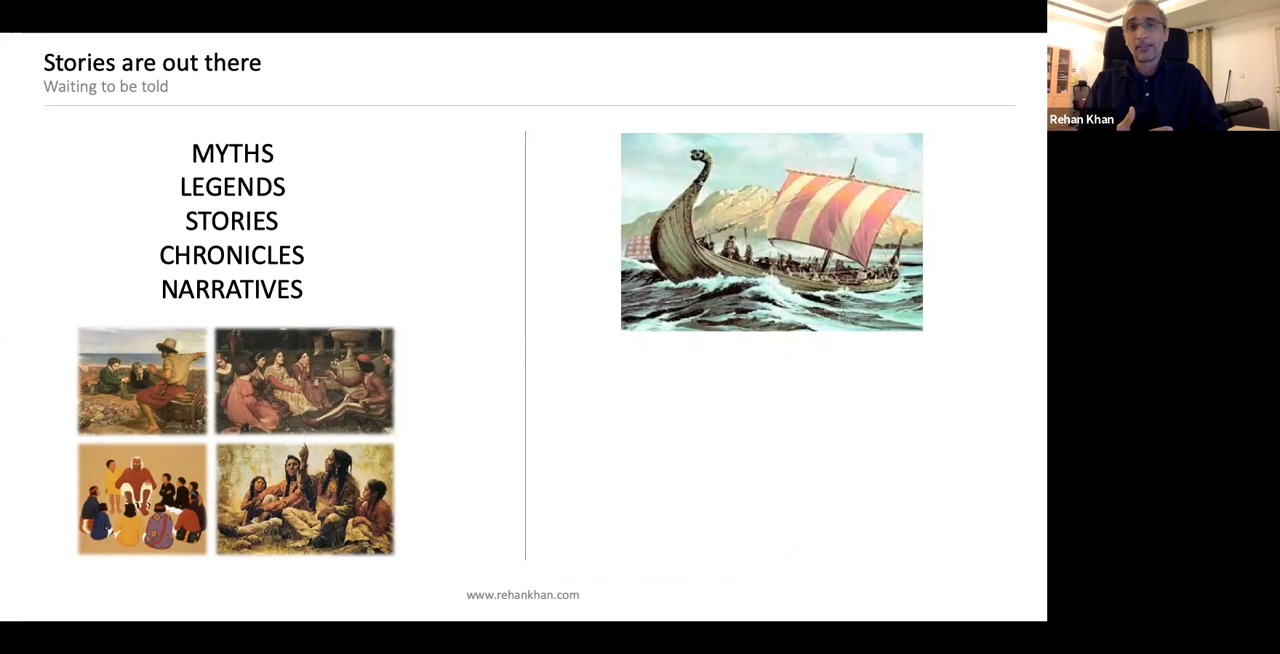 Stories are out there
Waiting to be told
MYTHS
LEGENDS
STORIES
CHRONICLES
NARRATIVES
www.rehankhan.com
Rehan Khan